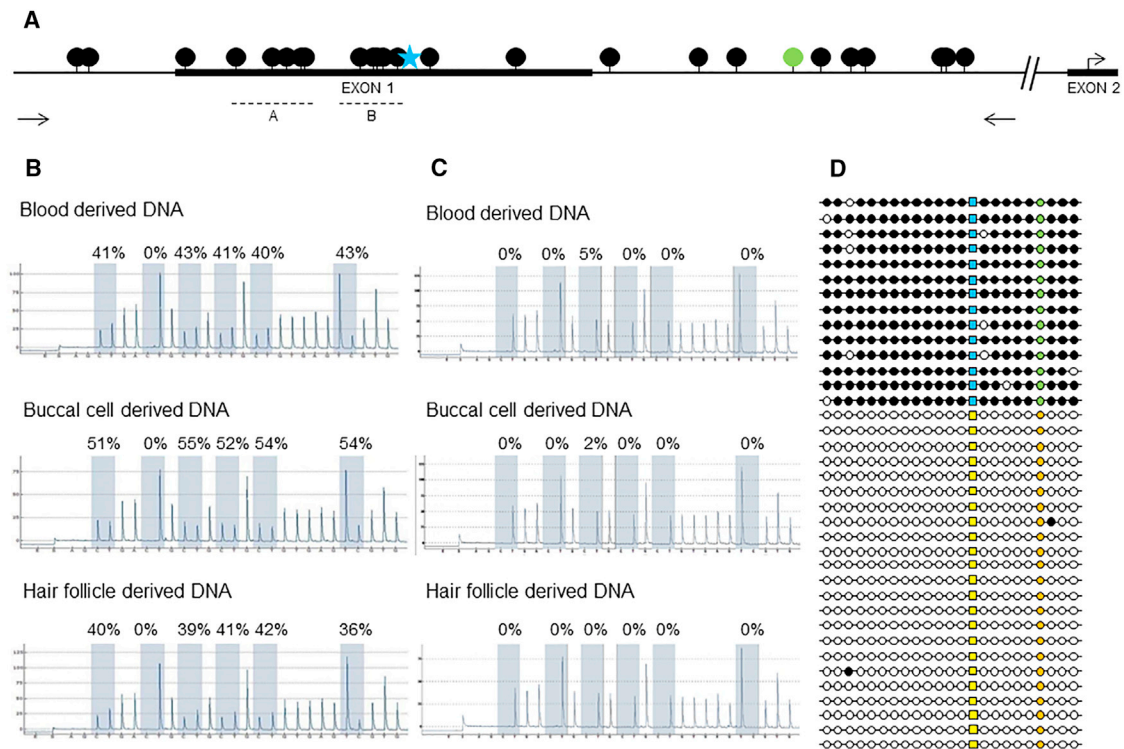 A
EXON 1
EXON 2
A
B
B
C
D
Blood derived DNA
41% 0% 43% 41% 40% 43%
Blood derived DNA
0% 0% 5% 0% 0% 0%
Buccal cell derived DNA
51% 0% 55% 52% 54% 54%
Buccal cell derived DNA
0% 0% 2% 0% 0% 0%
Hair follicle derived DNA
40% 0% 39% 41% 42% 36%
Hair follicle derived DNA
0% 0% 0% 0% 0% 0%